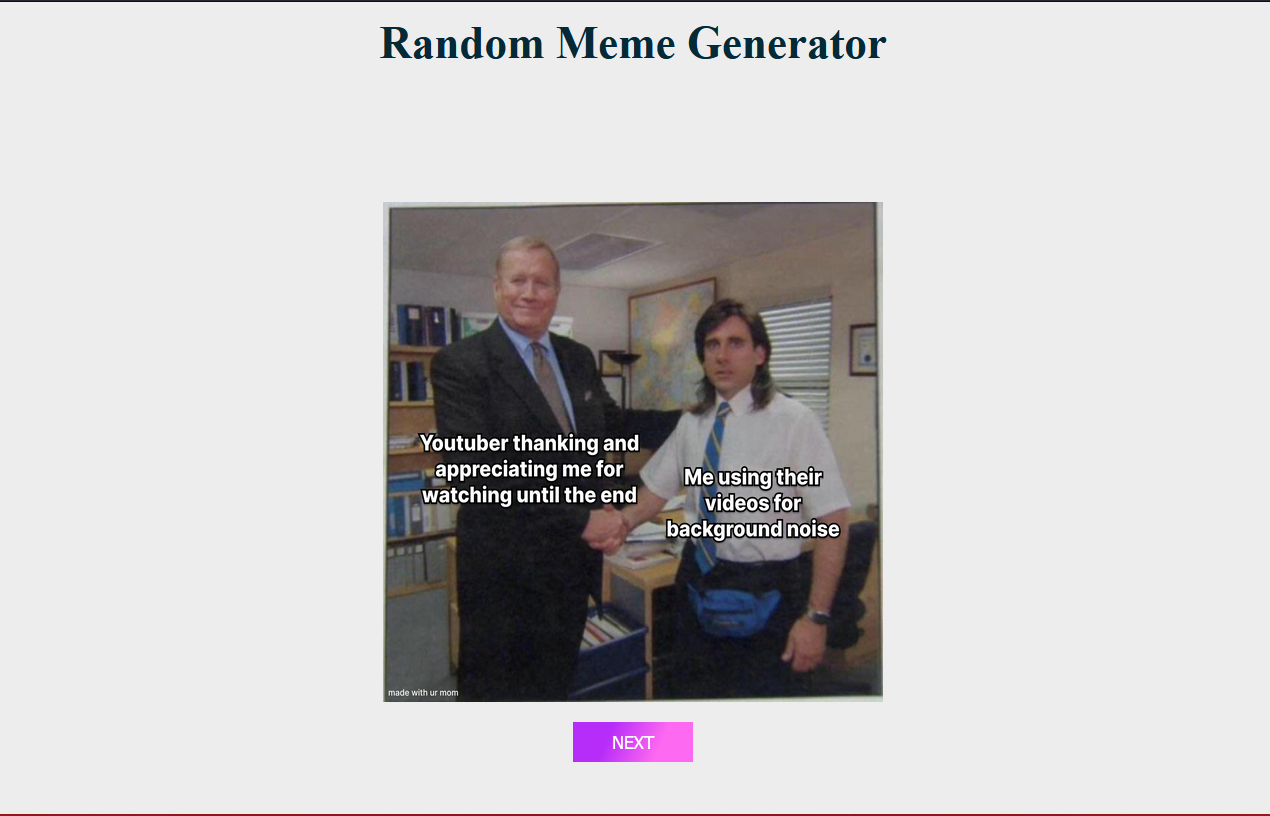 Random Meme Generator
Youtuber thanking and
appreciating me for
watching until the end
Me using their
videos for
background noise
made with ur mom
NEXT